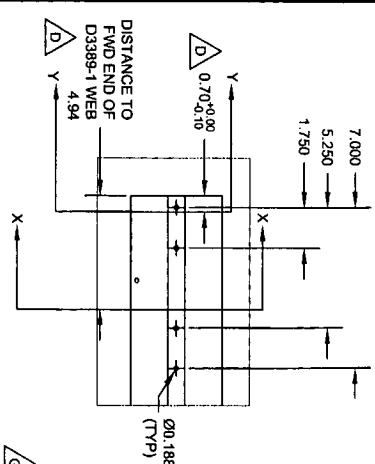 7.000
5.250
1.750
Y
X
D
0.70 +0.00
-0.10
DISTANCE TO
FWD END OF
D3389-1 WEB
4.94
D
Y
X
Ø0.188
(TYP)